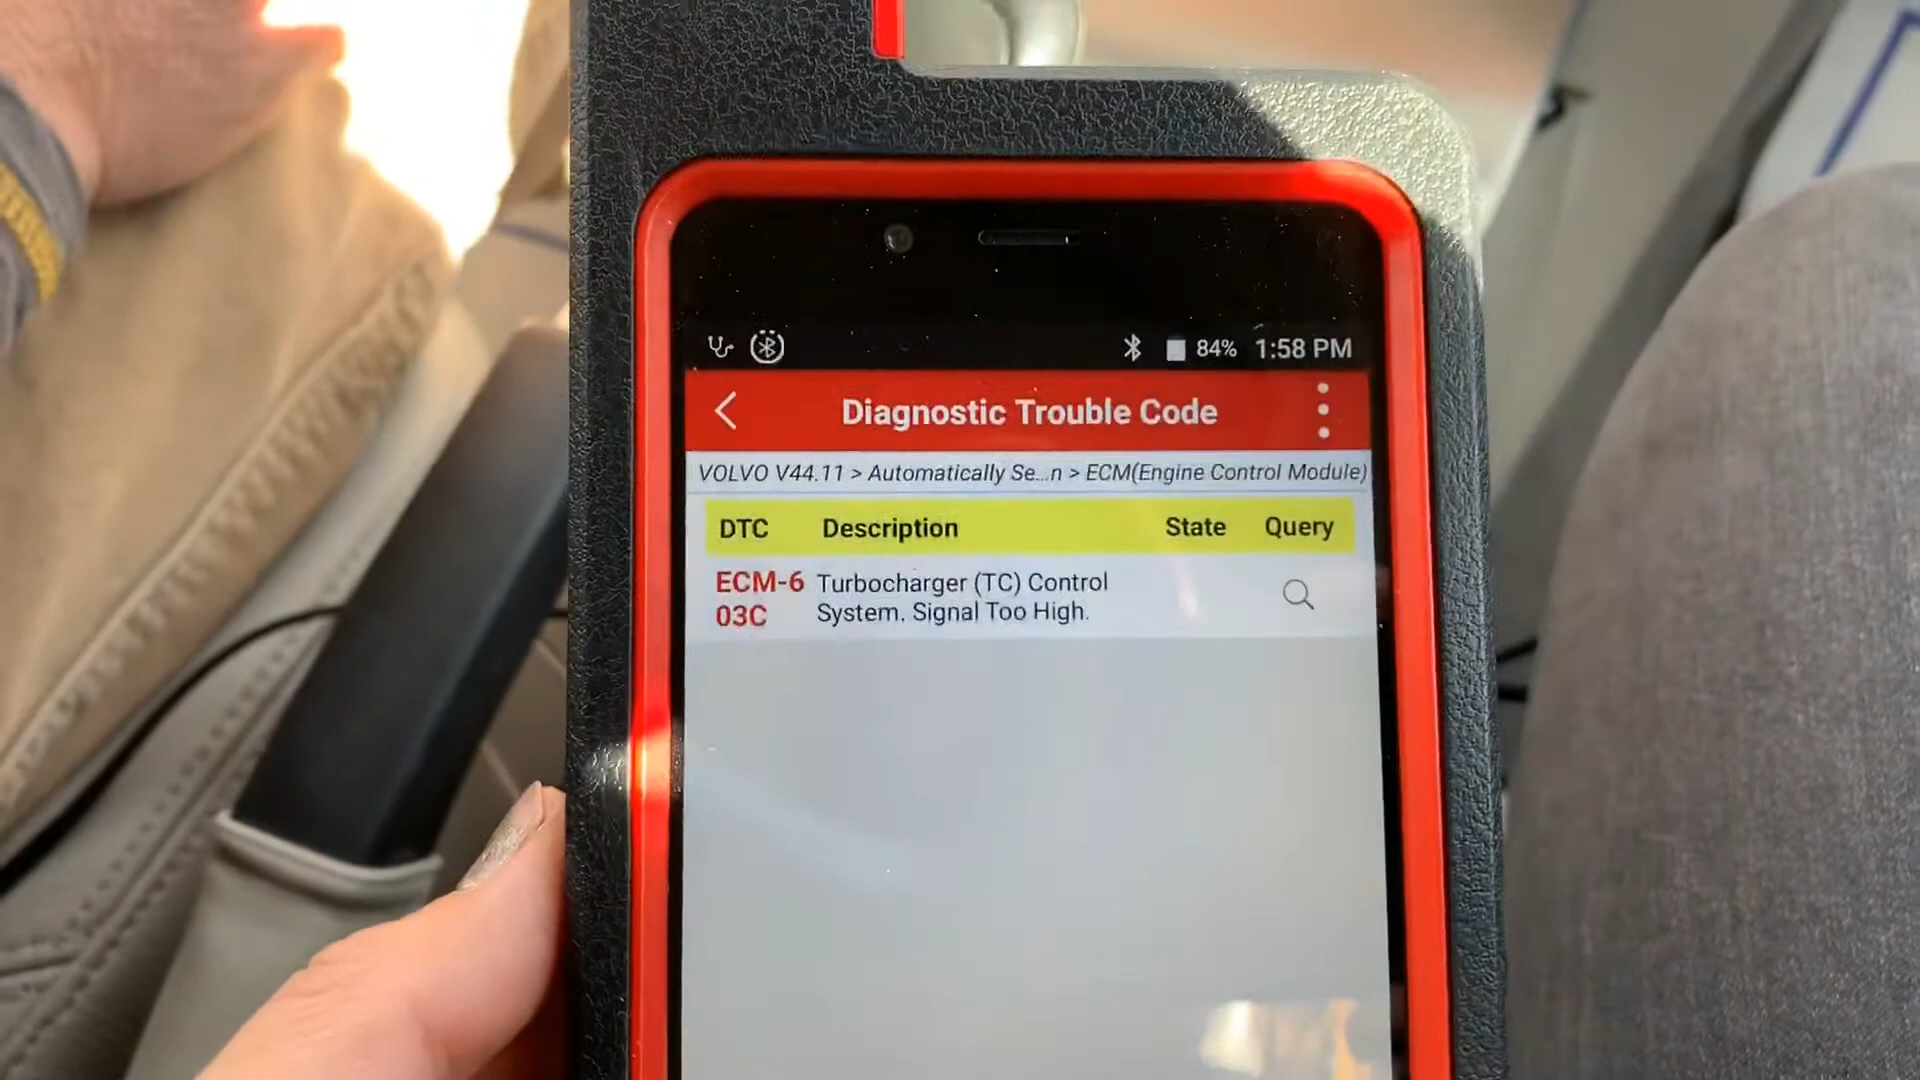 84% 1:58 PM
Diagnostic Trouble Code
VOLVO V44.11 > Automatically Se...n > ECM(Engine Control Module)
DTC Description State Query
ECM-6 Turbocharger (TC) Control
03C System. Signal Too High.